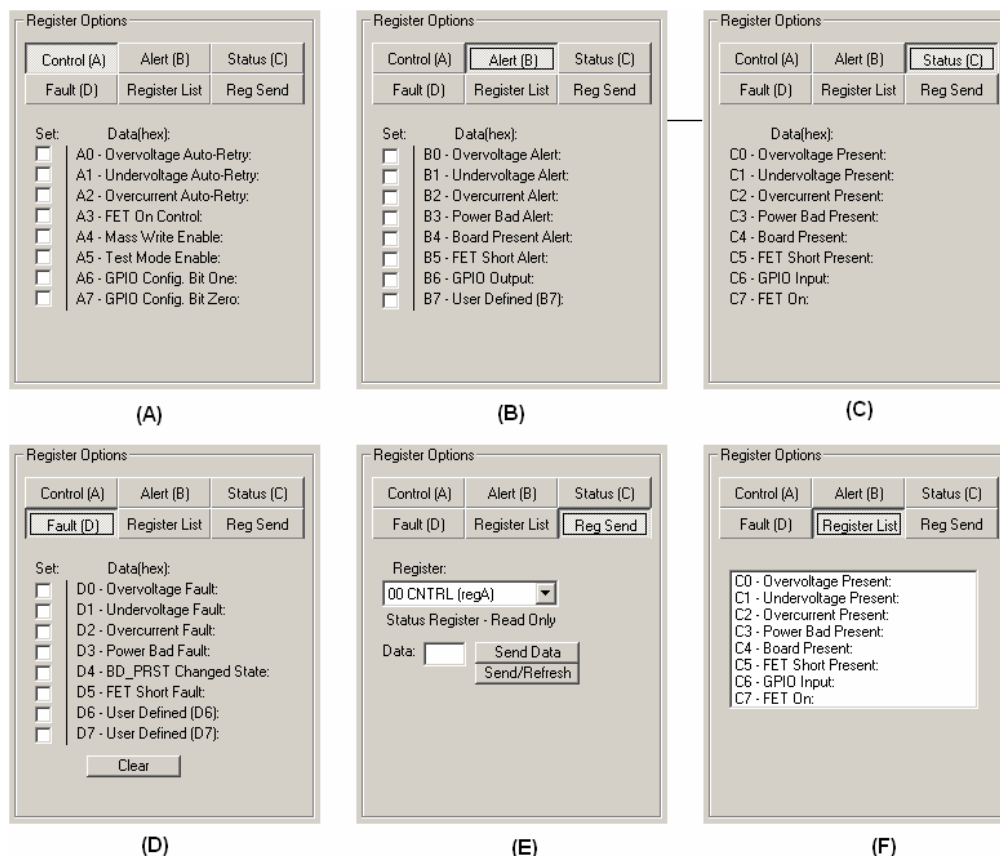 Register Options
Control (A) Alert (B) Status (C)
Fault (D) Register List Reg Send
Set: Data(hex):
A0 - Overvoltage Auto-Retry:
A1 - Undervoltage Auto-Retry:
A2 - Overcurrent Auto-Retry:
A3 - FET On Control:
A4 - Mass Write Enable:
A5 - Test Mode Enable:
A6 - GPIO Config. Bit One:
A7 - GPIO Config. Bit Zero:
(A)
Register Options
Control (A) Alert (B) Status (C)
Fault (D) Register List Reg Send
Set: Data(hex):
B0 - Overvoltage Alert:
B1 - Undervoltage Alert:
B2 - Overcurrent Alert:
B3 - Power Bad Alert:
B4 - Board Present Alert:
B5 - FET Short Alert:
B6 - GPIO Output:
B7 - User Defined (B7):
(B)
Register Options
Control (A) Alert (B) Status (C)
Fault (D) Register List Reg Send
Data(hex):
C0 - Overvoltage Present:
C1 - Undervoltage Present:
C2 - Overcurrent Present:
C3 - Power Bad Present:
C4 - Board Present:
C5 - FET Short Present:
C6 - GPIO Input:
C7 - FET On:
(C)
Register Options
Control (A) Alert (B) Status (C)
Fault (D) Register List Reg Send
Set: Data(hex):
D0 - Overvoltage Fault:
D1 - Undervoltage Fault:
D2 - Overcurrent Fault:
D3 - Power Bad Fault:
D4 - BD_PRST Changed State:
D5 - FET Short Fault:
D6 - User Defined (D6):
D7 - User Defined (D7):
Clear
(D)
Register Options
Control (A) Alert (B) Status (C)
Fault (D) Register List Reg Send
Register:
00 CNTRL (regA)
Status Register - Read Only
Data: Send Data
Send/Refresh
(E)
Register Options
Control (A) Alert (B) Status (C)
Fault (D) Register List Reg Send
C0 - Overvoltage Present:
C1 - Undervoltage Present:
C2 - Overcurrent Present:
C3 - Power Bad Present:
C4 - Board Present:
C5 - FET Short Present:
C6 - GPIO Input:
C7 - FET On:
(F)